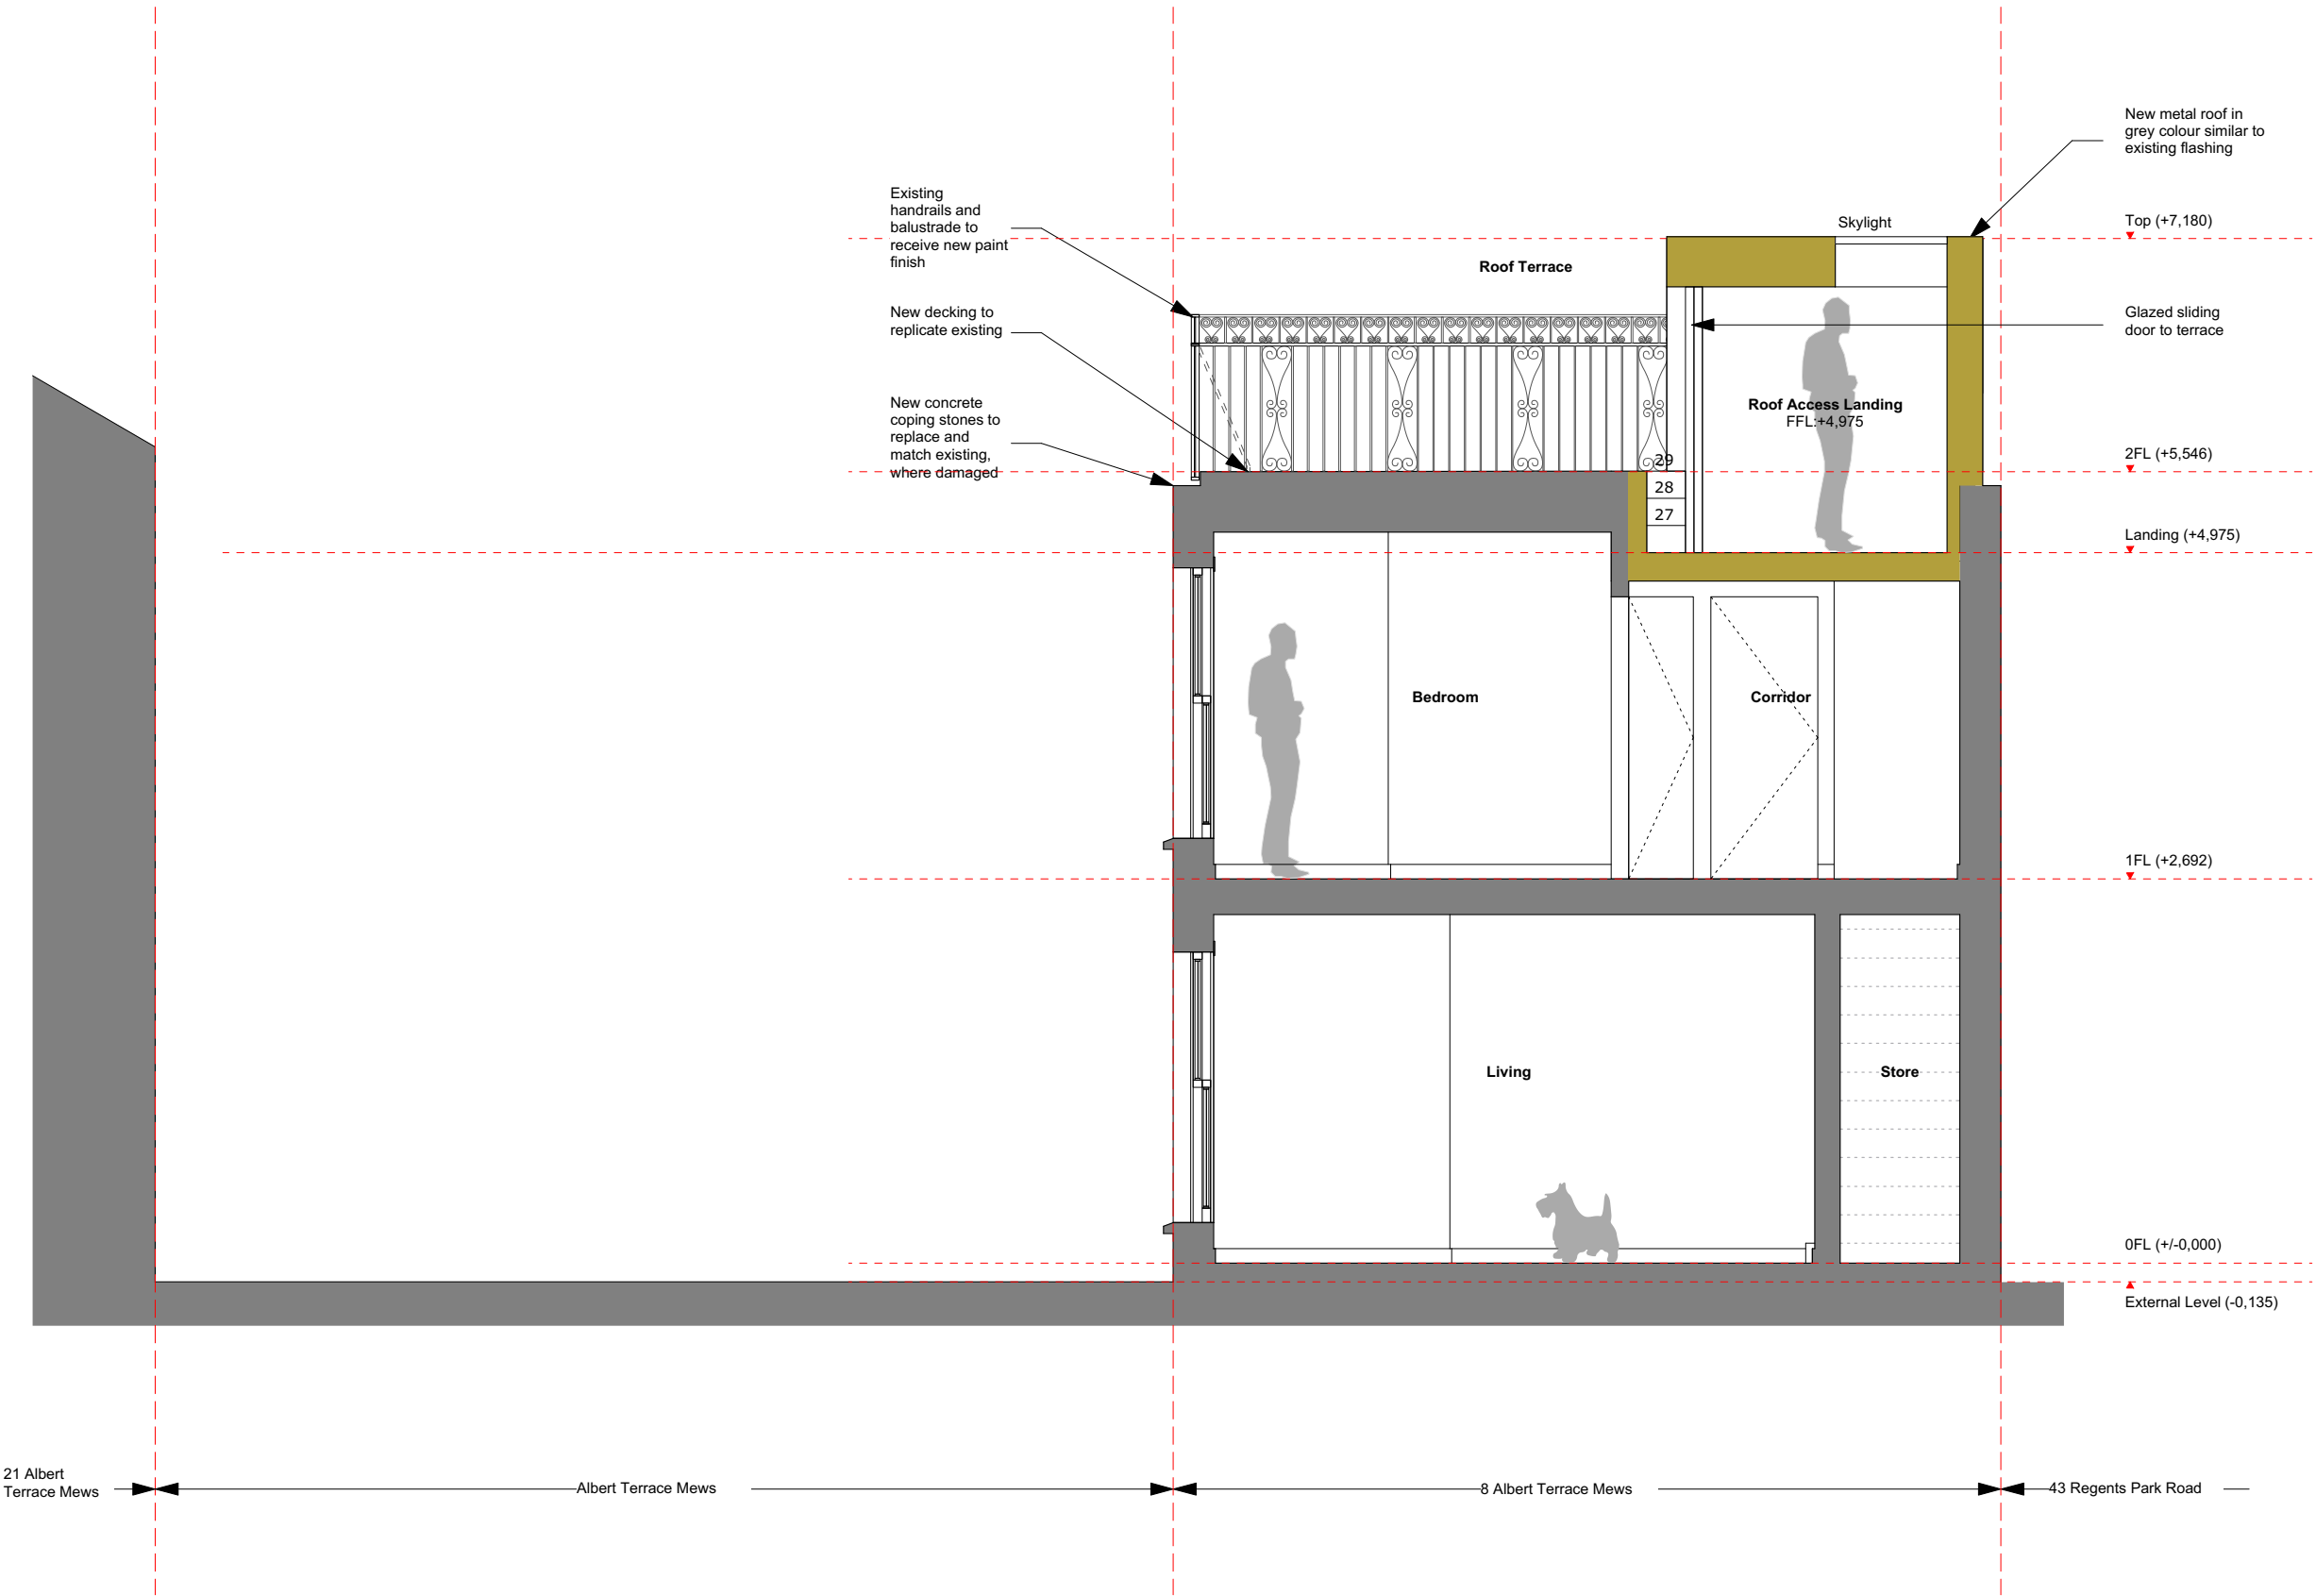 New metal roof in
grey colour similar to
existing flashing
Existing
handrails and
balustrade to
receive new paint
finish
Skylight
Top (+7,180)
Roof Terrace
New decking to
replicate existing
Glazed sliding
door to terrace
New concrete
coping stones to
replace and
match existing,
where damaged
Roof Access Landing
FFL:+4,975
2FL (+5,546)
29
28
27
Landing (+4,975)
Bedroom
Corridor
1FL (+2,692)
Living
Store
0FL (+/-0,000)
External Level (-0,135)
21 Albert
Terrace Mews
Albert Terrace Mews
8 Albert Terrace Mews
43 Regents Park Road